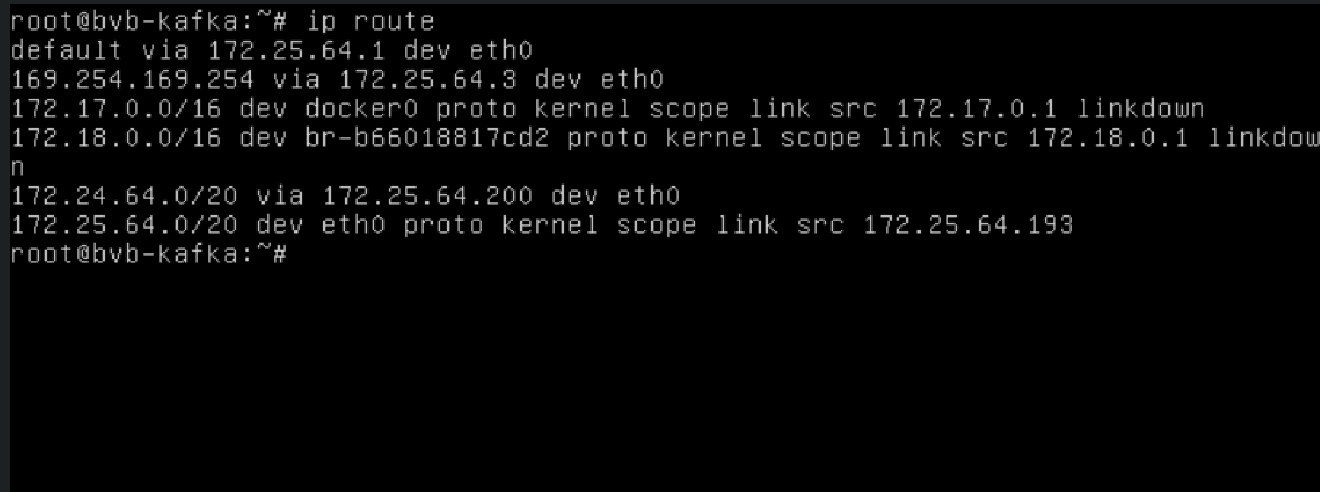 root@bvb-kafka:~# ip route
default via 172.25.64.1 dev eth0
169.254.169.254 via 172.25.64.3 dev eth0
172.17.0.0/16 dev docker0 proto kernel scope link src 172.17.0.1 linkdown
172.18.0.0/16 dev br-b66018817cd2 proto kernel scope link src 172.18.0.1 linkdow
n
172.24.64.0/20 via 172.25.64.200 dev eth0
172.25.64.0/20 dev eth0 proto kernel scope link src 172.25.64.193
root@bvb-kafka:~#